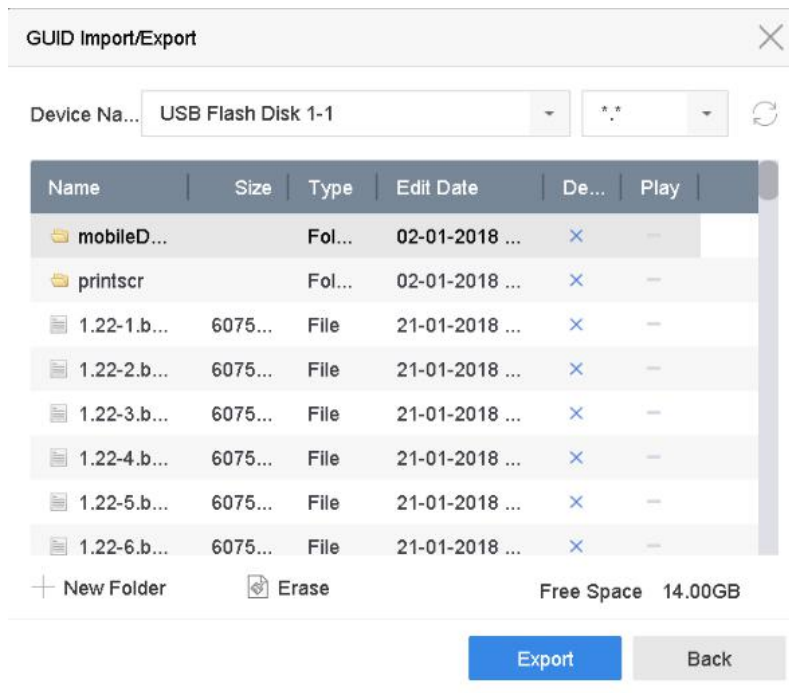 GUID Import/Export
Device Na... USB Flash Disk 1-1 *.*
Name Size Type Edit Date De... Play
mobileD... Fol... 02-01-2018 ...
printscr Fol... 02-01-2018 ...
1.22-1.b... 6075... File 21-01-2018 ...
1.22-2.b... 6075... File 21-01-2018 ...
1.22-3.b... 6075... File 21-01-2018 ...
1.22-4.b... 6075... File 21-01-2018 ...
1.22-5.b... 6075... File 21-01-2018 ...
1.22-6.b... 6075... File 21-01-2018 ...
New Folder Erase Free Space 14.00GB
Export Back